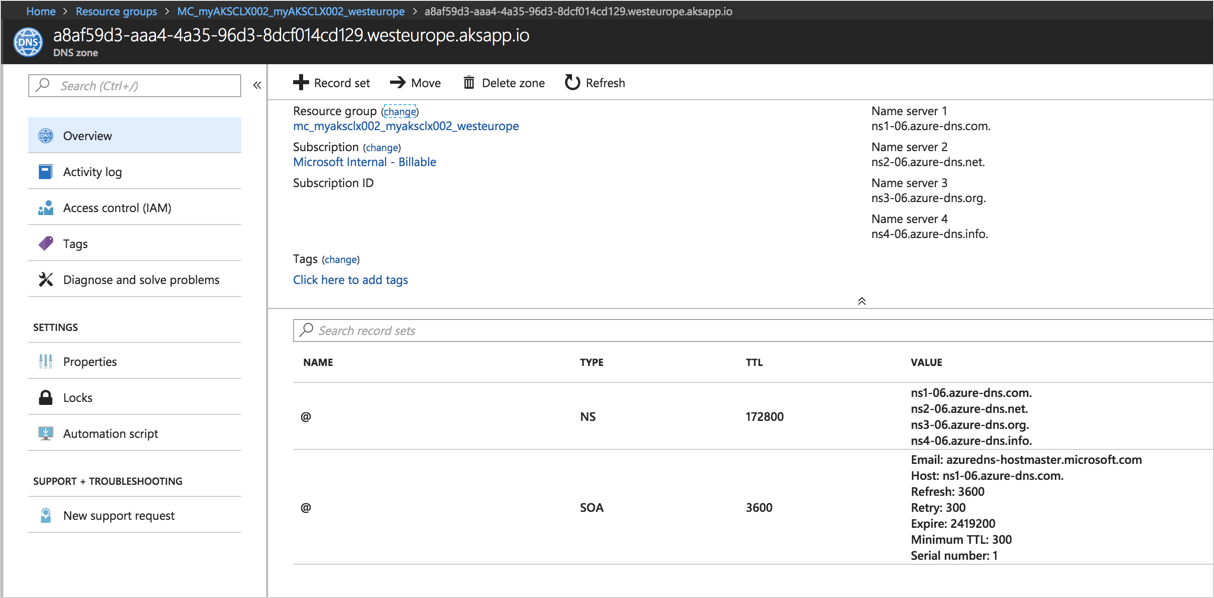 Home > Resource groups > MC_myAKSCLX002_myAKSCLX002_westeurope > a8af59d3-aaa4-4a35-96d3-8dcf014cd129.westeurope.aksapp.io
DNS
a8af59d3-aaa4-4a35-96d3-8dcf014cd129.westeurope.aksapp.io
DNS zone
Search (Ctrl+/)
«
Overview
Activity log
Access control (IAM)
Tags
Diagnose and solve problems
SETTINGS
Properties
Locks
Automation script
SUPPORT + TROUBLESHOOTING
New support request
Record set Move Delete zone Refresh
Resource group (change)
mc_myaksclx002_myaksclx002_westeurope
Subscription (change)
Microsoft Internal - Billable
Subscription ID
Name server 1
ns1-06.azure-dns.com.
Name server 2
ns2-06.azure-dns.net.
Name server 3
ns3-06.azure-dns.org.
Name server 4
ns4-06.azure-dns.info.
Tags (change)
Click here to add tags
Search record sets
NAME TYPE TTL VALUE
@ NS 172800
ns1-06.azure-dns.com.
ns2-06.azure-dns.net.
ns3-06.azure-dns.org.
ns4-06.azure-dns.info.
@ SOA 3600
Email: azuredns-hostmaster.microsoft.com
Host: ns1-06.azure-dns.com.
Refresh: 3600
Retry: 300
Expire: 2419200
Minimum TTL: 300
Serial number: 1